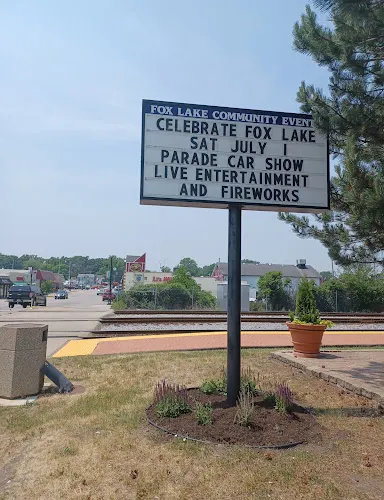 FOX LAKE COMMUNITY EVENT
CELEBRATE FOX LAKE
SAT JULY 1
PARADE CAR SHOW
LIVE ENTERTAINMENT
AND FIREWORKS